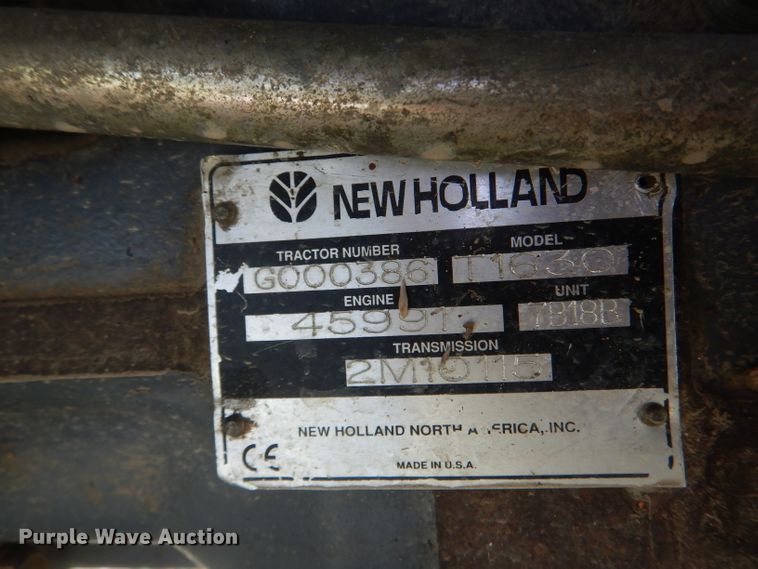 NEW HOLLAND
TRACTOR NUMBER MODEL
G000386 T1630
ENGINE UNIT
45991 7B18B
TRANSMISSION
2M10115
NEW HOLLAND NORTH AMERICA, INC.
CE
MADE IN U.S.A.
Purple Wave Auction